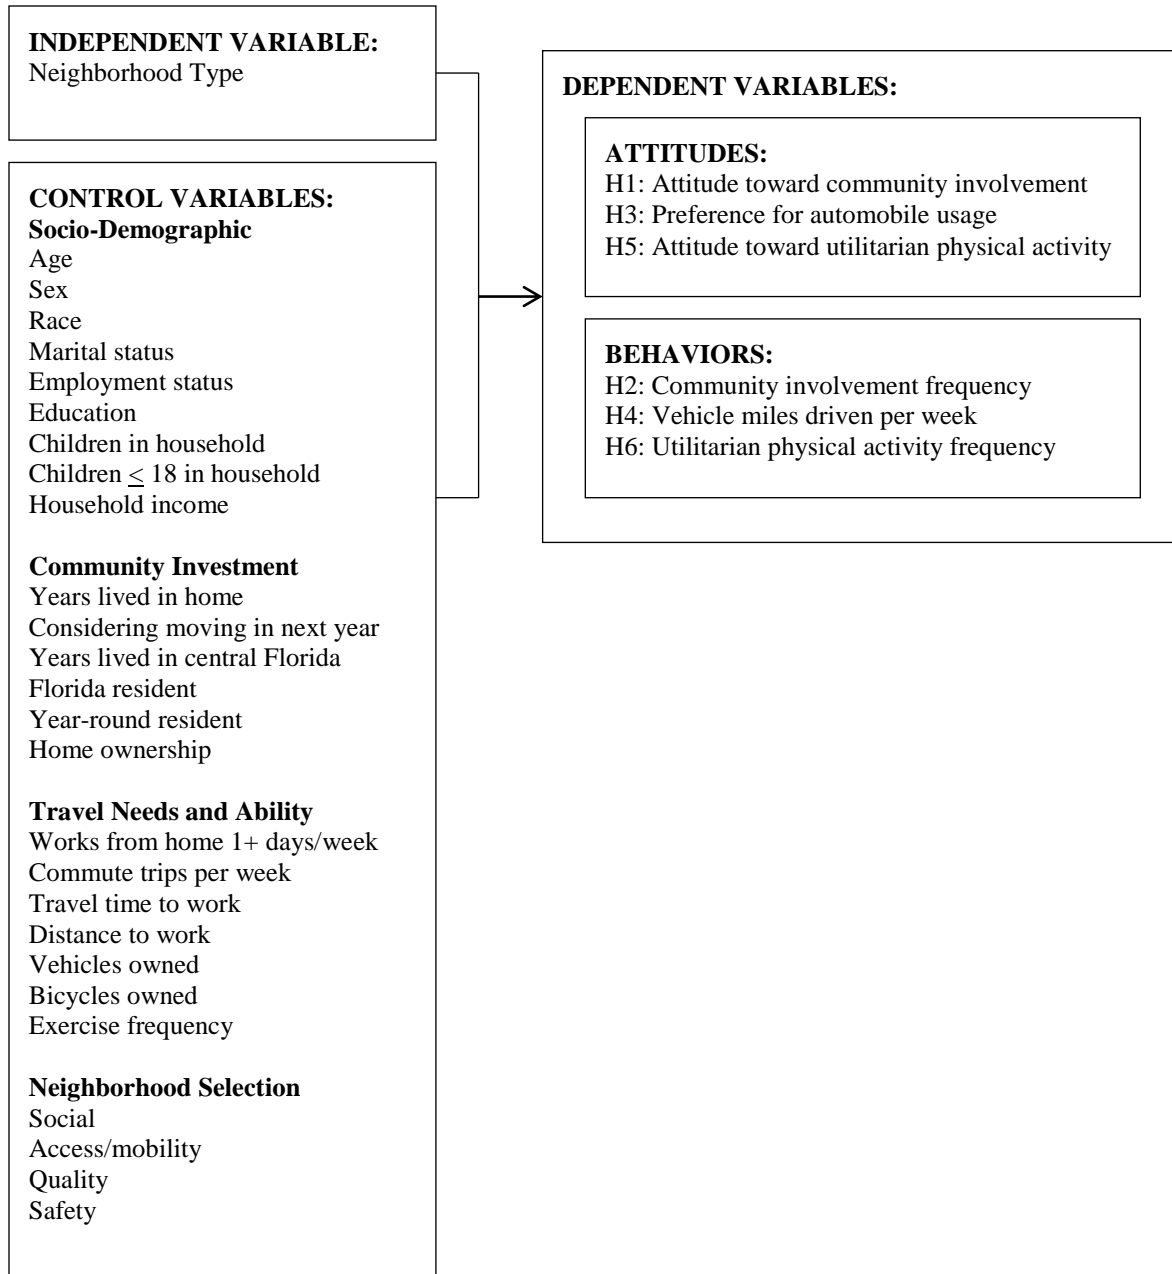 INDEPENDENT VARIABLE:
Neighborhood Type
CONTROL VARIABLES:
Socio-Demographic
Age
Sex
Race
Marital status
Employment status
Education
Children in household
Children ≤ 18 in household
Household income
Community Investment
Years lived in home
Considering moving in next year
Years lived in central Florida
Florida resident
Year-round resident
Home ownership
Travel Needs and Ability
Works from home 1+ days/week
Commute trips per week
Travel time to work
Distance to work
Vehicles owned
Bicycles owned
Exercise frequency
Neighborhood Selection
Social
Access/mobility
Quality
Safety
DEPENDENT VARIABLES:
ATTITUDES:
H1: Attitude toward community involvement
H3: Preference for automobile usage
H5: Attitude toward utilitarian physical activity
BEHAVIORS:
H2: Community involvement frequency
H4: Vehicle miles driven per week
H6: Utilitarian physical activity frequency